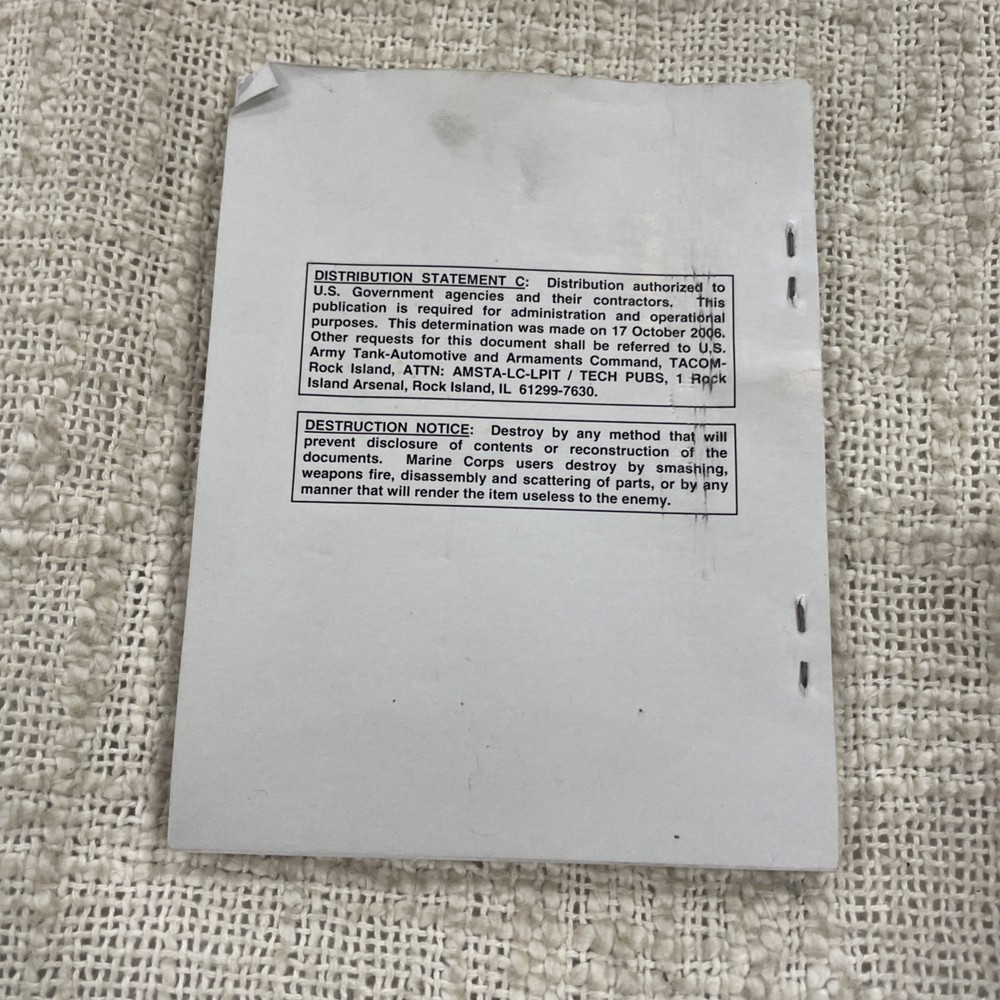 DISTRIBUTION STATEMENT C: Distribution authorized to
U.S. Government agencies and their contractors. This
publication is required for administration and operational
purposes. This determination was made on 17 October 2006.
Other requests for this document shall be referred to U.S.
Army Tank-Automotive and Armaments Command, TACOM-
Rock Island, ATTN: AMSTA-LC-LPIT / TECH PUBS, 1 Rock
Island Arsenal, Rock Island, IL 61299-7630.
DESTRUCTION NOTICE: Destroy by any method that will
prevent disclosure of contents or reconstruction of the
documents. Marine Corps users destroy by smashing,
weapons fire, disassembly and scattering of parts, or by any
manner that will render the item useless to the enemy.